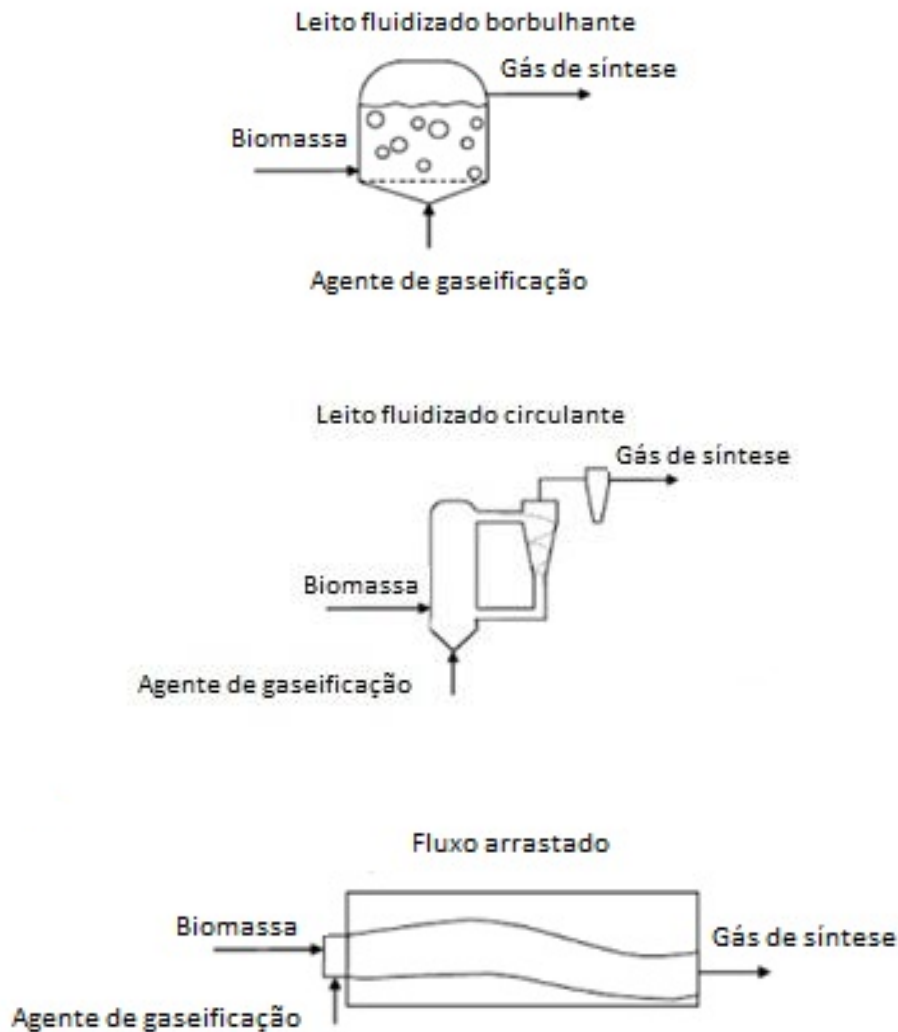 Leito fluidizado borbulhante
Gás de síntese
Biomassa
Agente de gaseificação
Leito fluidizado circulante
Gás de síntese
Biomassa
Agente de gaseificação
Fluxo arrastado
Biomassa
Gás de síntese
Agente de gaseificação